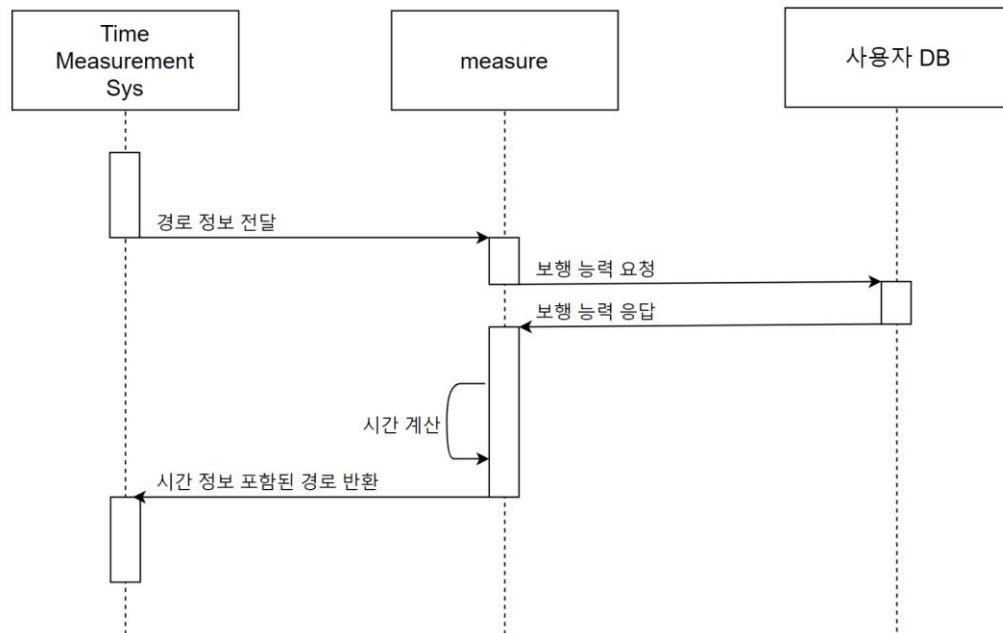 Time
Measurement
Sys
measure
사용자 DB
경로 정보 전달
보행 능력 요청
보행 능력 응답
시간 계산
시간 정보 포함된 경로 반환